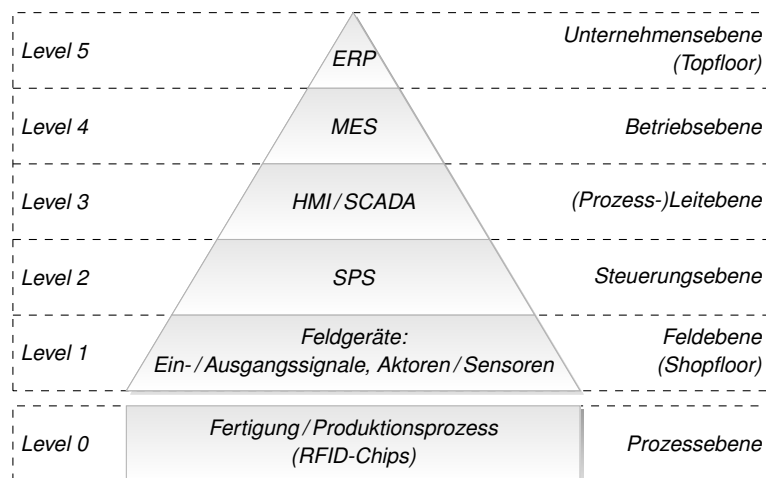 Level 5
ERP
Unternehmensebene
(Topfloor)
Level 4
MES
Betriebsebene
Level 3
HMI / SCADA
(Prozess-)Leitebene
Level 2
SPS
Steuerungsebene
Level 1
Feldgeräte:
Ein- / Ausgangssignale, Aktoren / Sensoren
Feldebene
(Shopfloor)
Level 0
Fertigung / Produktionsprozess
(RFID-Chips)
Prozessebene